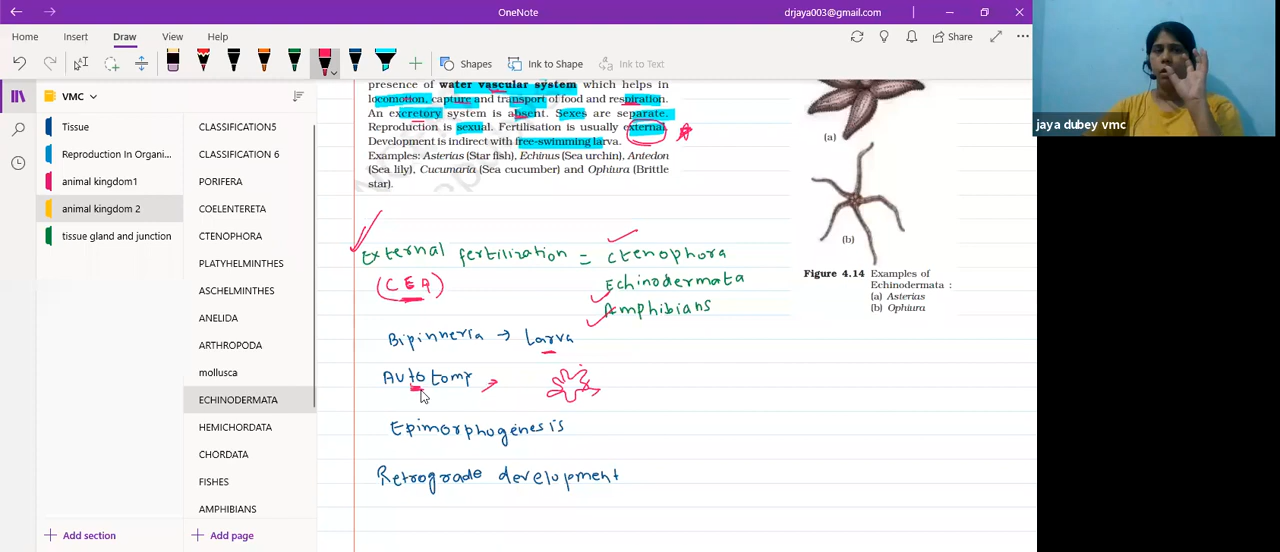 OneNote
drjaya003@gmail.com
Home Insert Draw History View Help Class Notebook
Shapes Ink to Shape Ink to Text Share
VMC
Tissue
Reproduction In Organi...
animal kingdom1
animal kingdom 2
tissue gland and junction
Add section
CLASSIFICATION5
CLASSIFICATION 6
PORIFERA
COELENTERETA
CTENOPHORA
PLATYHELMINTHES
ASCHELMINTHES
ANELIDA
ARTHROPODA
mollusca
ECHINODERMATA
HEMICHORDATA
CHORDATA
FISHES
AMPHIBIANS
Add page
presence of water vascular system which helps in
locomotion, capture and transport of food and respiration.
An excretory system is absent. Sexes are separate.
Reproduction is sexual. Fertilisation is usually external.
Development is indirect with free-swimming larva.
Examples: Asterias (Star fish), Echinus (Sea urchin), Antedon
(Sea lily), Cucumaria (Sea cucumber) and Ophiura (Brittle
star).
External fertilization = Ctenophora
(CEA) Echinodermata
Amphibians
Bipinneria → Larva
Autotomy
Epimorphogenesis
Retrograde development
(a)
(b)
Figure 4.14 Examples of
Echinodermata :
(a) Asterias
(b) Ophiura
jaya dubey vmc